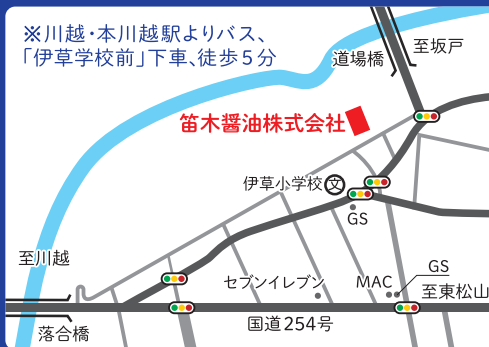 ※川越・本川越駅よりバス、
「伊草学校前」下車、徒歩５分
道場橋
至坂戸
笛木醤油株式会社
伊草小学校
文
GS
至川越
セブンイレブン
MAC
GS
至東松山
落合橋
国道254号